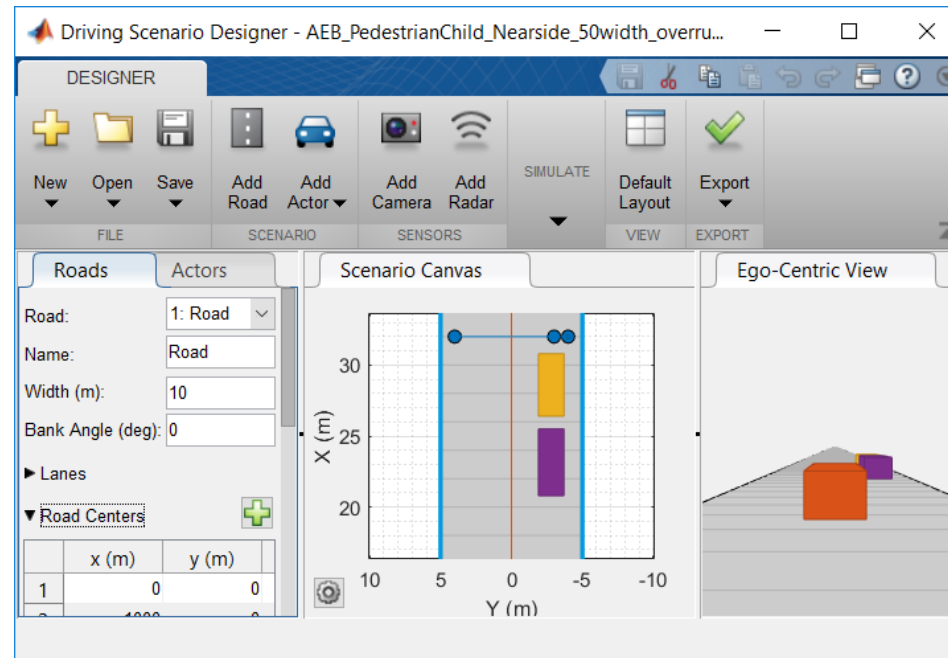 Driving Scenario Designer - AEB_PedestrianChild_Nearside_50width_overru...
DESIGNER
New
Open
Save
Add Road
Add Actor
Add Camera
Add Radar
SIMULATE
Default Layout
Export
FILE
SCENARIO
SENSORS
VIEW
EXPORT
Roads
Actors
Scenario Canvas
Ego-Centric View
Road:
1: Road
Name:
Road
Width (m):
10
Bank Angle (deg):
0
Lanes
Road Centers
x (m)
y (m)
1
0
0
30
25
20
X (m)
10
5
0
-5
-10
Y (m)